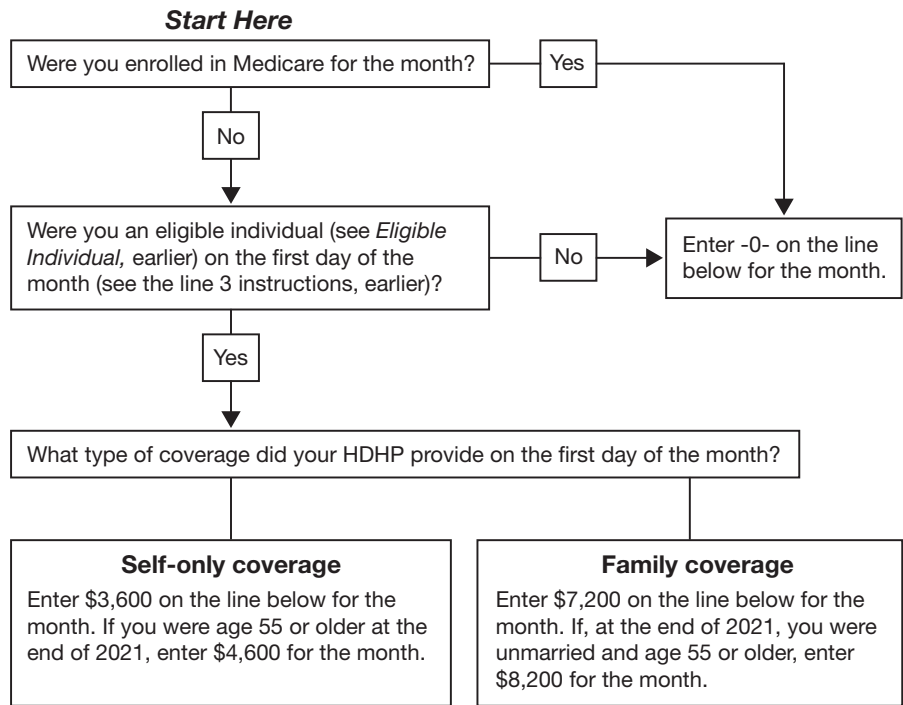 Start Here
Were you enrolled in Medicare for the month?
Yes
No
Were you an eligible individual (see Eligible
Individual, earlier) on the first day of the
month (see the line 3 instructions, earlier)?
No
Enter -0- on the line
below for the month.
Yes
What type of coverage did your HDHP provide on the first day of the month?
Self-only coverage
Enter $3,600 on the line below for the
month. If you were age 55 or older at the
end of 2021, enter $4,600 for the month.
Family coverage
Enter $7,200 on the line below for the
month. If, at the end of 2021, you were
unmarried and age 55 or older, enter
$8,200 for the month.